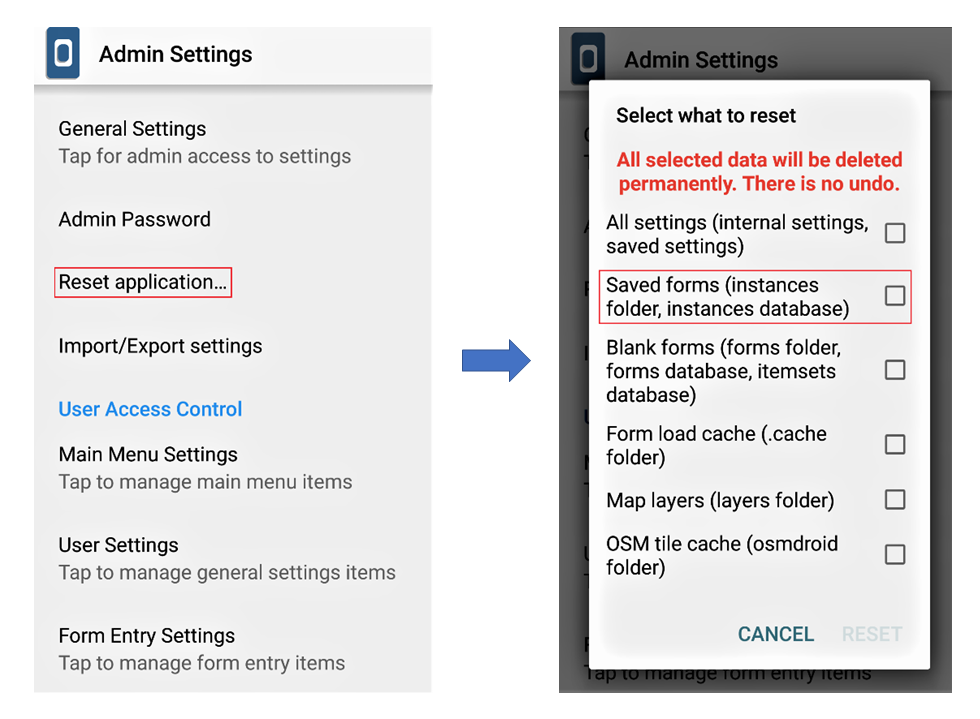 Admin Settings
General Settings
Tap for admin access to settings
Admin Password
Reset application...
Import/Export settings
User Access Control
Main Menu Settings
Tap to manage main menu items
User Settings
Tap to manage general settings items
Form Entry Settings
Tap to manage form entry items
Admin Settings
Select what to reset
All selected data will be deleted
permanently. There is no undo.
All settings (internal settings,
saved settings)
Saved forms (instances
folder, instances database)
Blank forms (forms folder,
forms database, itemsets
database)
Form load cache (.cache
folder)
Map layers (layers folder)
OSM tile cache (osmdroid
folder)
CANCEL RESET
Tap to manage form entry items